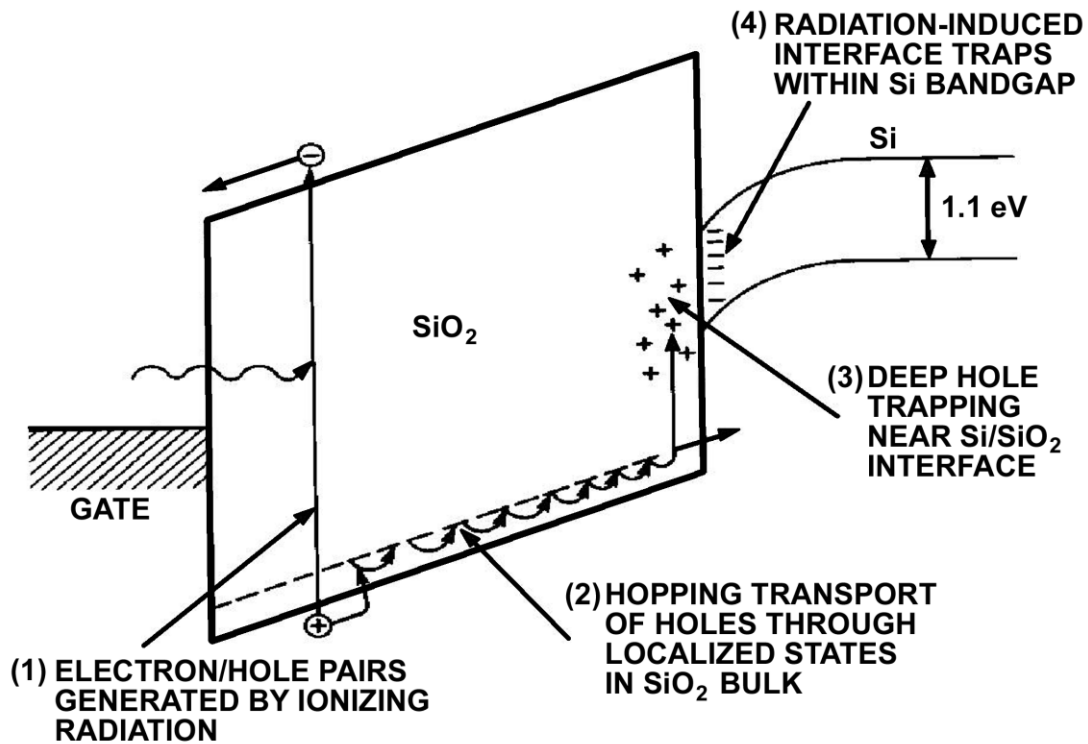 (4) RADIATION-INDUCED
INTERFACE TRAPS
WITHIN Si BANDGAP
Si
1.1 eV
SiO₂
(3) DEEP HOLE
TRAPPING
NEAR Si/SiO₂
INTERFACE
GATE
(2) HOPPING TRANSPORT
OF HOLES THROUGH
LOCALIZED STATES
IN SiO₂ BULK
(1) ELECTRON/HOLE PAIRS
GENERATED BY IONIZING
RADIATION